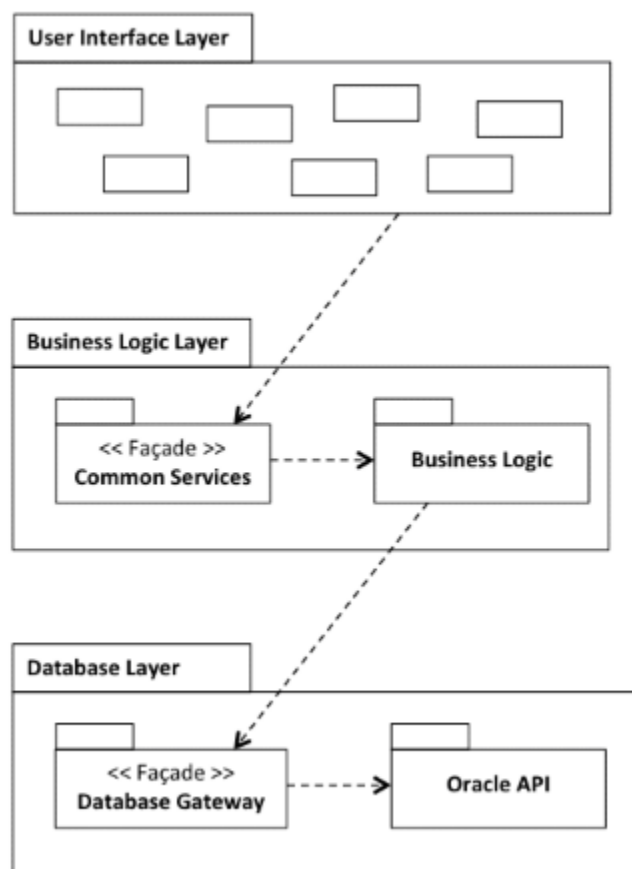 User Interface Layer
Business Logic Layer
<< Façade >>
Common Services
Business Logic
Database Layer
<< Façade >>
Database Gateway
Oracle API